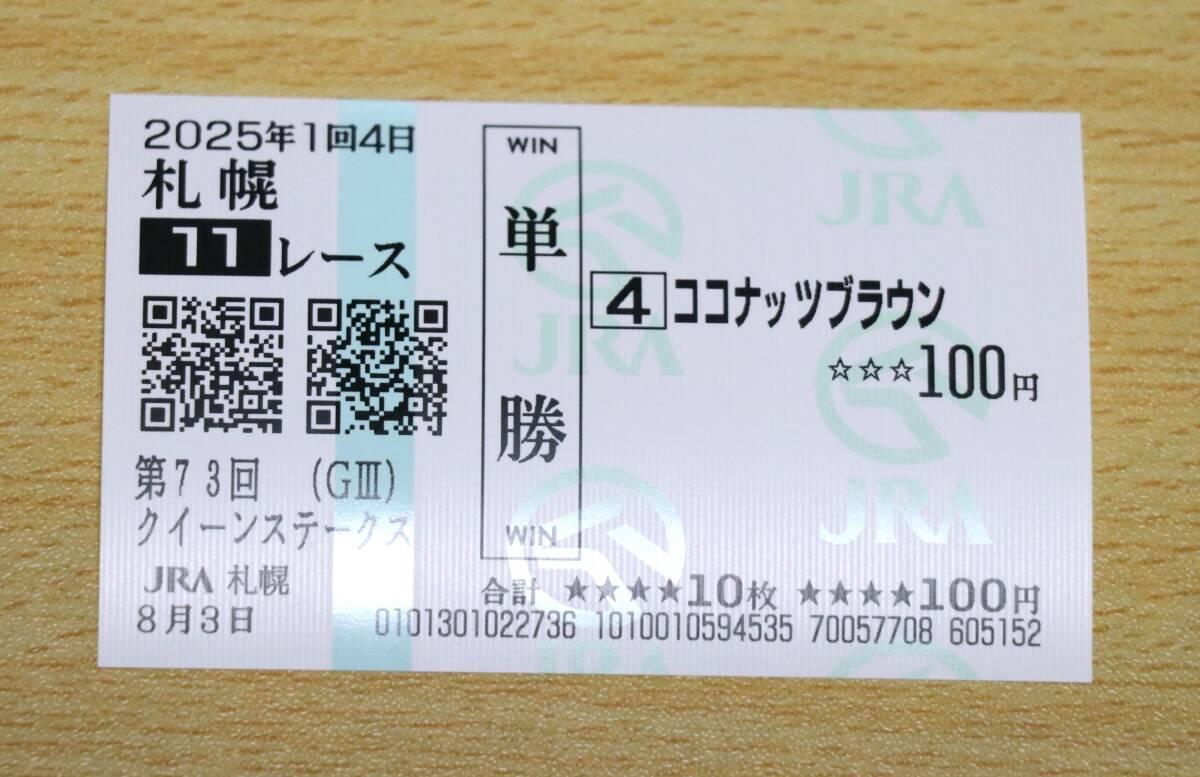 2025年1回4日
札幌
11レース
第73回 (GⅢ)
クイーンステークス
JRA 札幌
8月3日
WIN
単勝
WIN
4 ココナッツブラウン
☆☆☆100円
合計 ★★★★10枚 ★★★★100円
0101301022736 1010010594535 70057708 605152
JRA
JRA
JRA
JRA